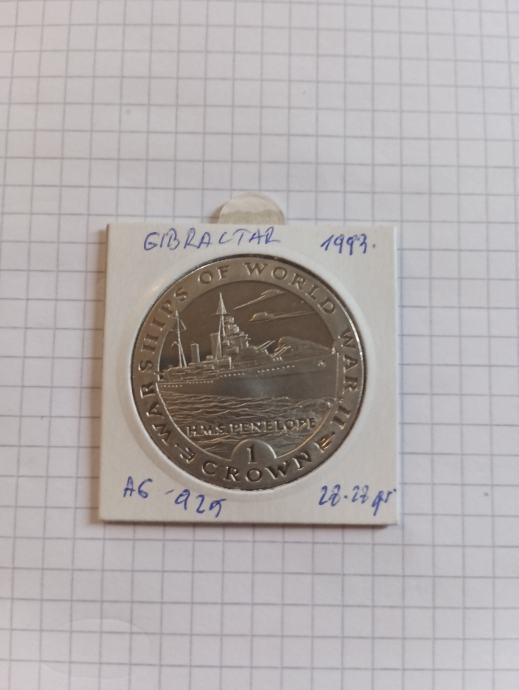 GIBRALTAR 1993.
WARSHIPS OF WORLD WAR II
H.M.S. PENELOPE
1
CROWN
AG -925 28.28 gr